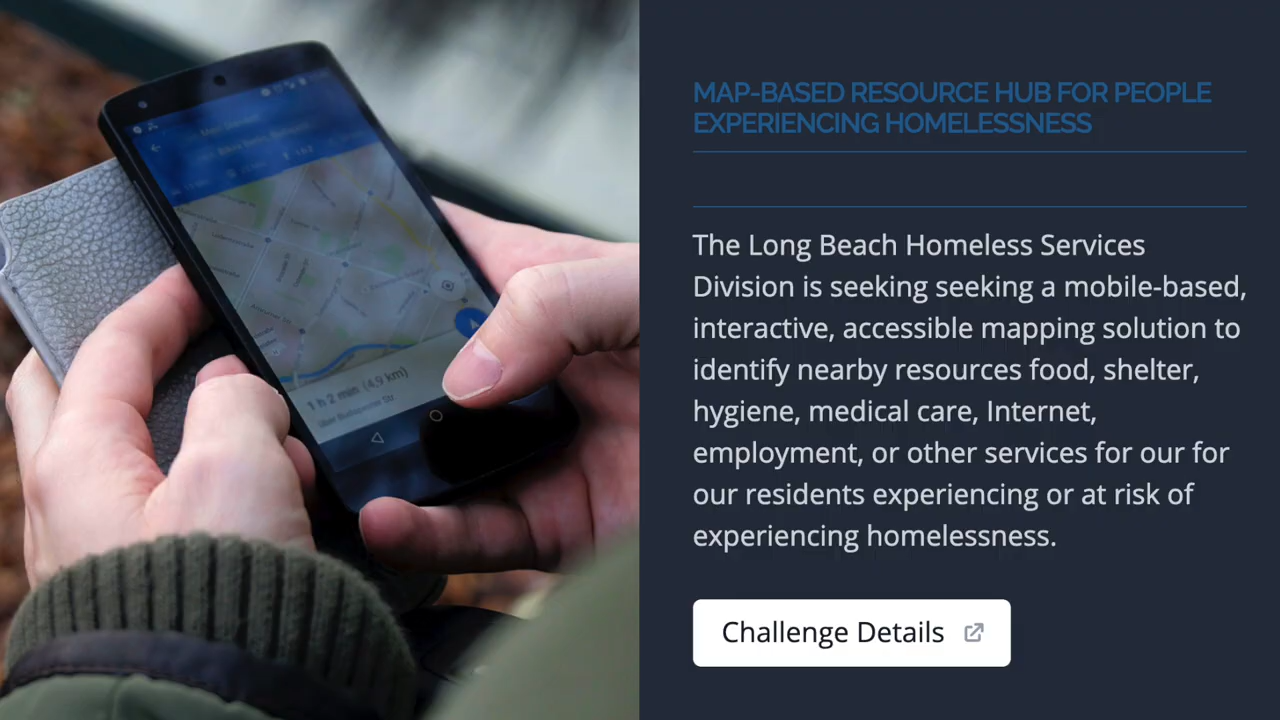 1 h 2 min (4,9 km)
über Budapester Str.
MAP-BASED RESOURCE HUB FOR PEOPLE
EXPERIENCING HOMELESSNESS
The Long Beach Homeless Services
Division is seeking seeking a mobile-based,
interactive, accessible mapping solution to
identify nearby resources food, shelter,
hygiene, medical care, Internet,
employment, or other services for our for
our residents experiencing or at risk of
experiencing homelessness.
Challenge Details